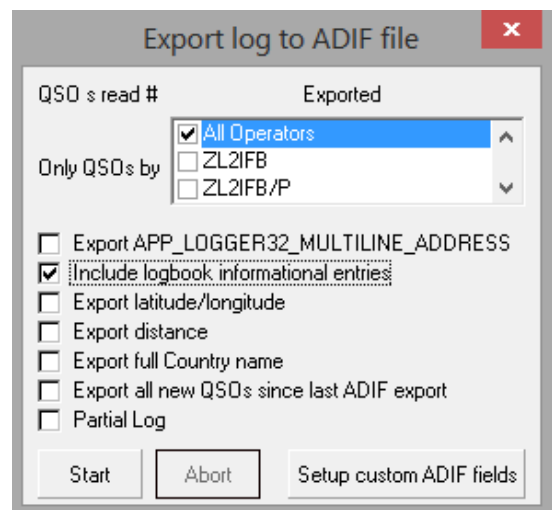 Export log to ADIF file
x
QSO s read # Exported
Only QSOs by
All Operators
ZL2IFB
ZL2IFB/P
Export APP_LOGGER32_MULTILINE_ADDRESS
Include logbook informational entries
Export latitude/longitude
Export distance
Export full Country name
Export all new QSOs since last ADIF export
Partial Log
Start Abort Setup custom ADIF fields